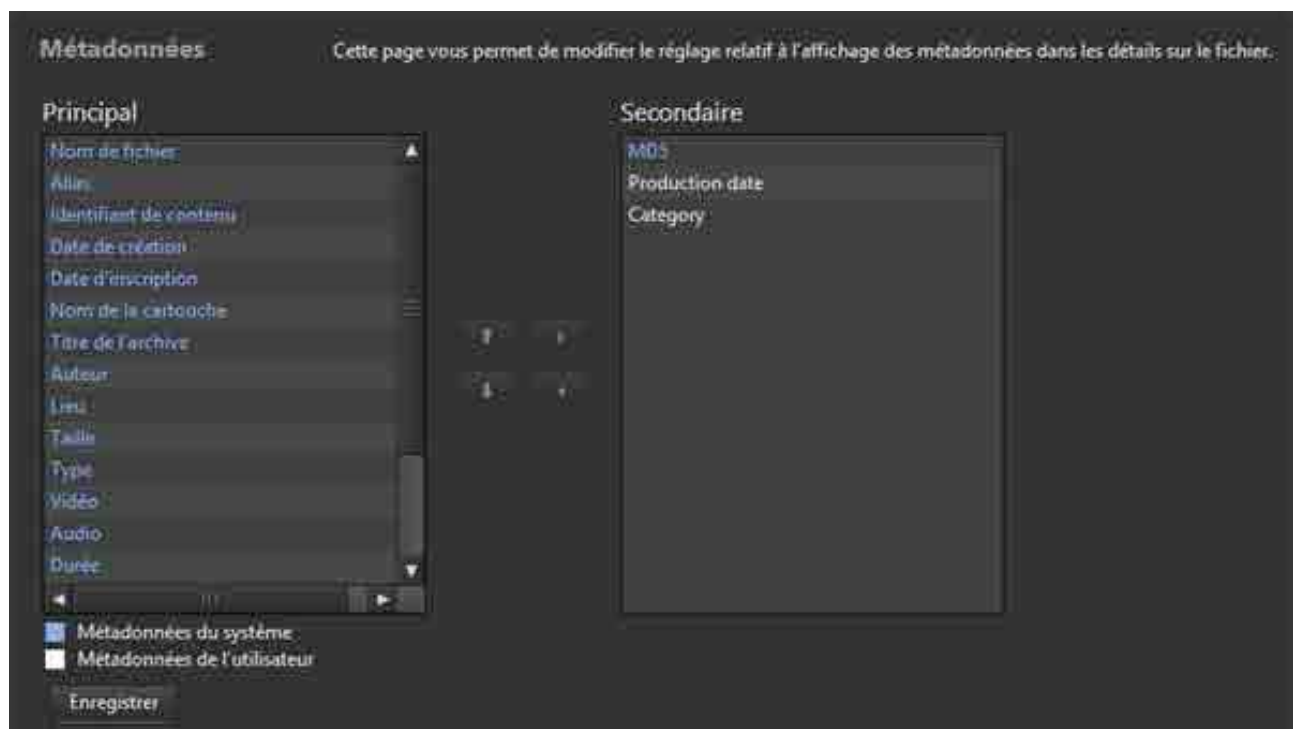 Métadonnées
Cette page vous permet de modifier le réglage relatif à l'affichage des métadonnées dans les détails sur le fichier.
Principal
Nom de fichier
Alias
Identifiant de contenu
Date de création
Date d'inscription
Nom de la cartouche
Titre de l'archive
Auteur
Lieu
Taille
Type
Vidéo
Audio
Durée
Métadonnées du système
Métadonnées de l'utilisateur
Enregistrer
Secondaire
MD5
Production date
Category